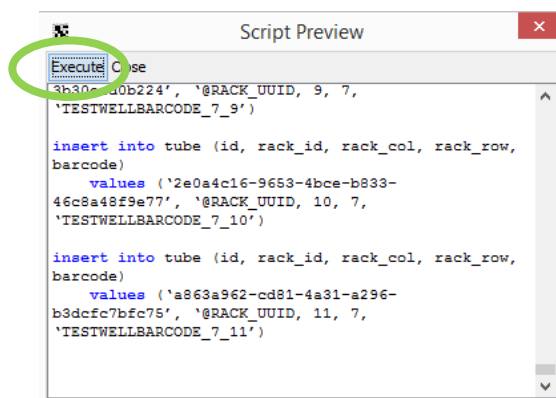 Script Preview
Execute Close
3b30c  d0b224’, ‘@RACK_UUID, 9, 7,
‘TESTWELLBARCODE_7_9’)
insert into tube (id, rack_id, rack_col, rack_row,
barcode)
values (‘2e0a4c16-9653-4bce-b833-
46c8a48f9e77’, ‘@RACK_UUID, 10, 7,
‘TESTWELLBARCODE_7_10’)
insert into tube (id, rack_id, rack_col, rack_row,
barcode)
values (‘a863a962-cd81-4a31-a296-
b3dcfc7bfc75’, ‘@RACK_UUID, 11, 7,
‘TESTWELLBARCODE_7_11’)